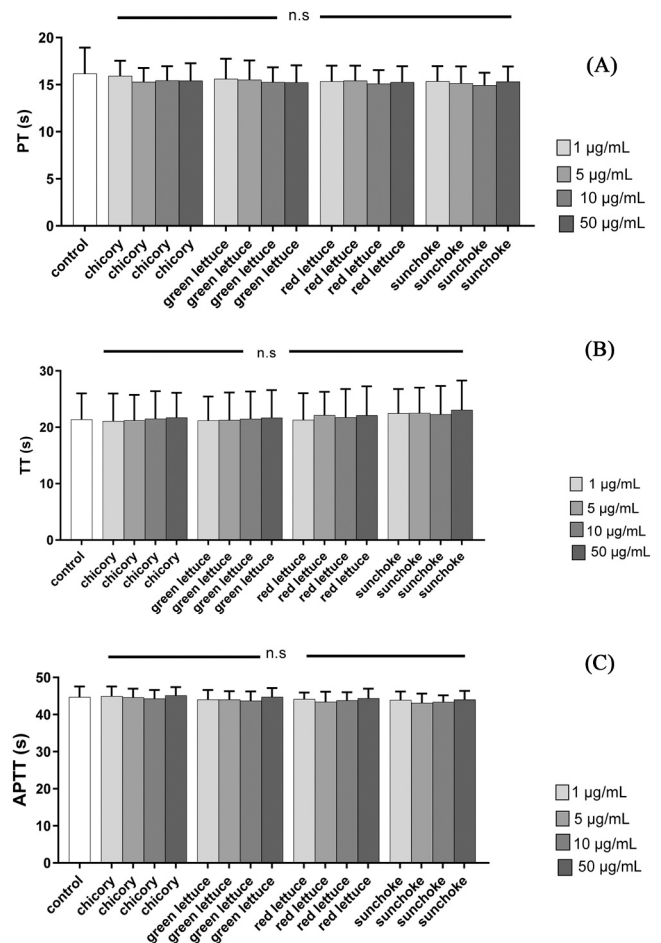 n.s
(A)
20
15
10
5
0
PT (s)
control
chicory
chicory
chicory
chicory
green lettuce
green lettuce
green lettuce
green lettuce
red lettuce
red lettuce
red lettuce
red lettuce
sunchoke
sunchoke
sunchoke
sunchoke
1 µg/mL
5 µg/mL
10 µg/mL
50 µg/mL
(B)
n.s
30
20
10
0
TT (s)
control
chicory
chicory
chicory
chicory
green lettuce
green lettuce
green lettuce
green lettuce
red lettuce
red lettuce
red lettuce
red lettuce
sunchoke
sunchoke
sunchoke
sunchoke
1 µg/mL
5 µg/mL
10 µg/mL
50 µg/mL
n.s
(C)
50
40
30
20
10
0
APTT (s)
control
chicory
chicory
chicory
chicory
green lettuce
green lettuce
green lettuce
green lettuce
red lettuce
red lettuce
red lettuce
red lettuce
sunchoke
sunchoke
sunchoke
sunchoke
1 µg/mL
5 µg/mL
10 µg/mL
50 µg/mL